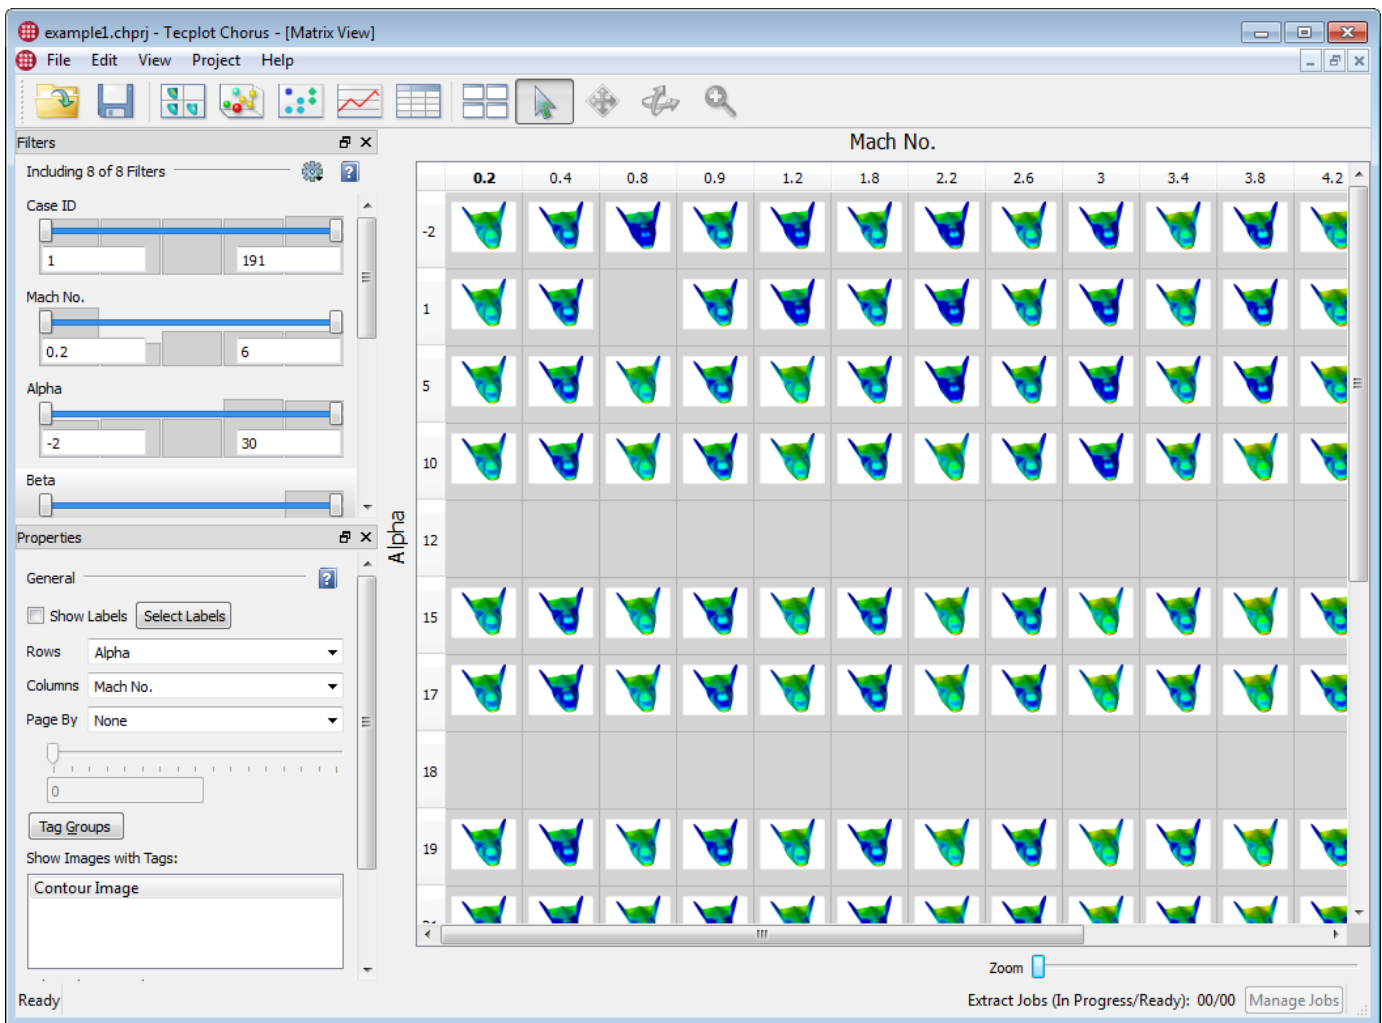 example1.chprj - Tecplot Chorus - [Matrix View]
File Edit View Project Help
Filters
Including 8 of 8 Filters
Case ID
1 191
Mach No.
0.2 6
Alpha
-2 30
Beta
Properties
General
Show Labels Select Labels
Rows Alpha
Columns Mach No.
Page By None
0
Tag Groups
Show Images with Tags:
Contour Image
Mach No.
0.2 0.4 0.8 0.9 1.2 1.8 2.2 2.6 3 3.4 3.8 4.2
Alpha
-2
1
5
10
12
15
17
18
19
Zoom
Ready
Extract Jobs (In Progress/Ready): 00/00 Manage Jobs